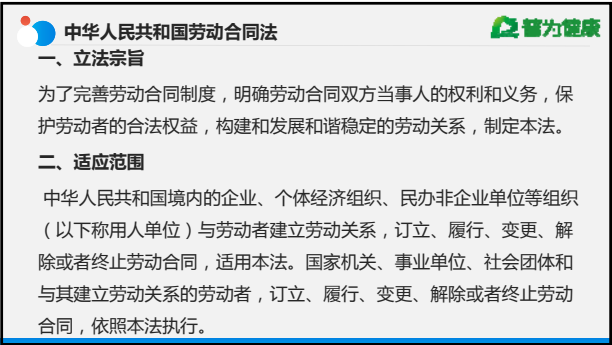 中华人民共和国劳动合同法
普为健康
一、立法宗旨
为了完善劳动合同制度，明确劳动合同双方当事人的权利和义务，保
护劳动者的合法权益，构建和发展和谐稳定的劳动关系，制定本法。
二、适应范围
中华人民共和国境内的企业、个体经济组织、民办非企业单位等组织
（以下称用人单位）与劳动者建立劳动关系，订立、履行、变更、解
除或者终止劳动合同，适用本法。国家机关、事业单位、社会团体和
与其建立劳动关系的劳动者，订立、履行、变更、解除或者终止劳动
合同，依照本法执行。